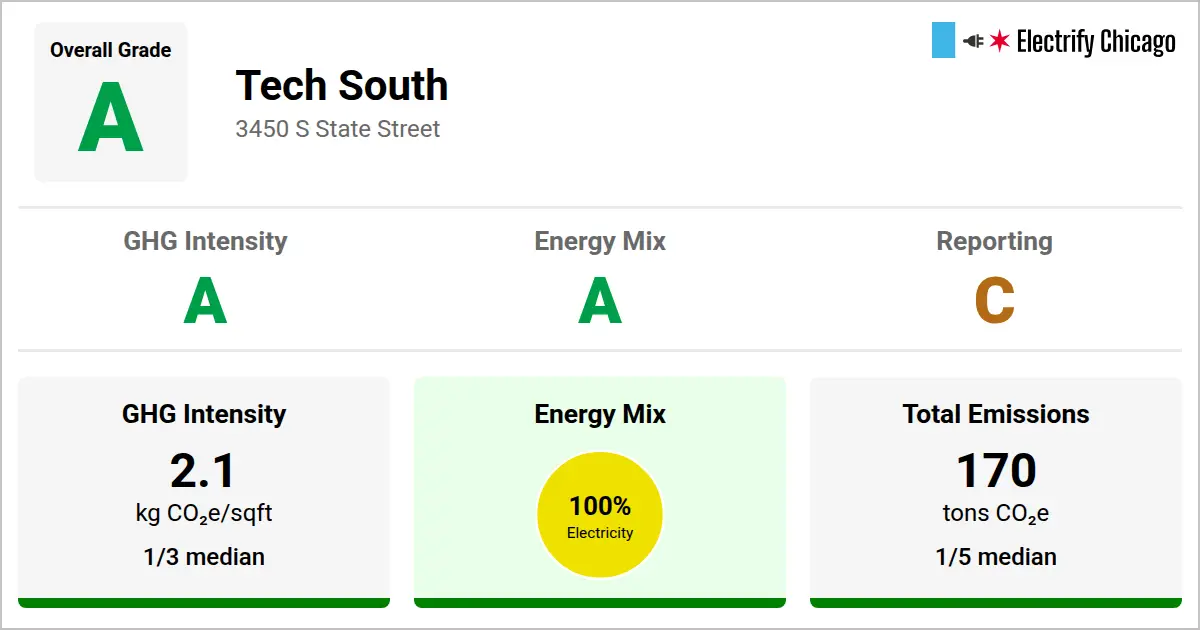 Overall Grade
A
Tech South
3450 S State Street
Electrify Chicago
GHG Intensity
A
Energy Mix
A
Reporting
C
GHG Intensity
2.1
kg CO₂e/sqft
1/3 median
Energy Mix
100%
Electricity
Total Emissions
170
tons CO₂e
1/5 median